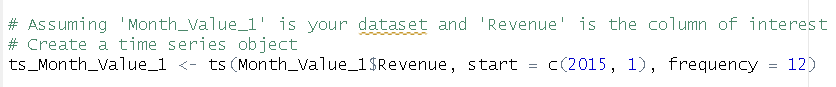 # Assuming 'Month_Value_1' is your dataset and 'Revenue' is the column of interest
# Create a time series object
ts_Month_Value_1 <- ts(Month_Value_1$Revenue, start = c(2015, 1), frequency = 12)